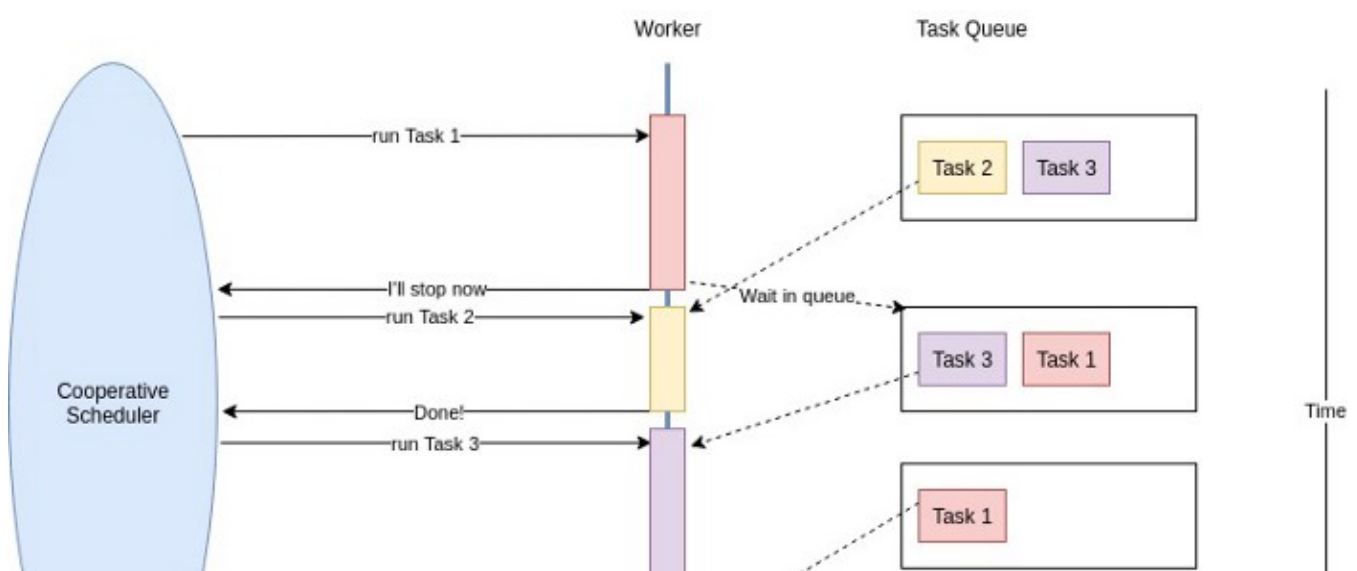 Worker
Task Queue
run Task 1
Task 2
Task 3
I'll stop now
Wait in queue
run Task 2
Task 3
Task 1
Cooperative
Scheduler
Done!
Time
run Task 3
Task 1